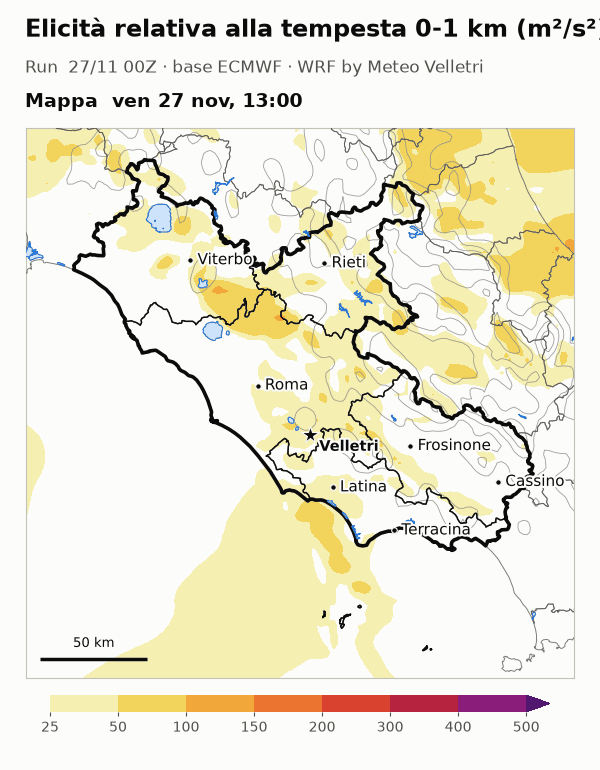 Elicità relativa alla tempesta 0-1 km (m²/s²)
Run  27/11 00Z · base ECMWF · WRF by Meteo Velletri
Mappa  ven 27 nov, 13:00
Viterbo
Rieti
Roma
Velletri
Frosinone
Cassino
Latina
Terracina
50 km
25 50 100 150 200 300 400 500